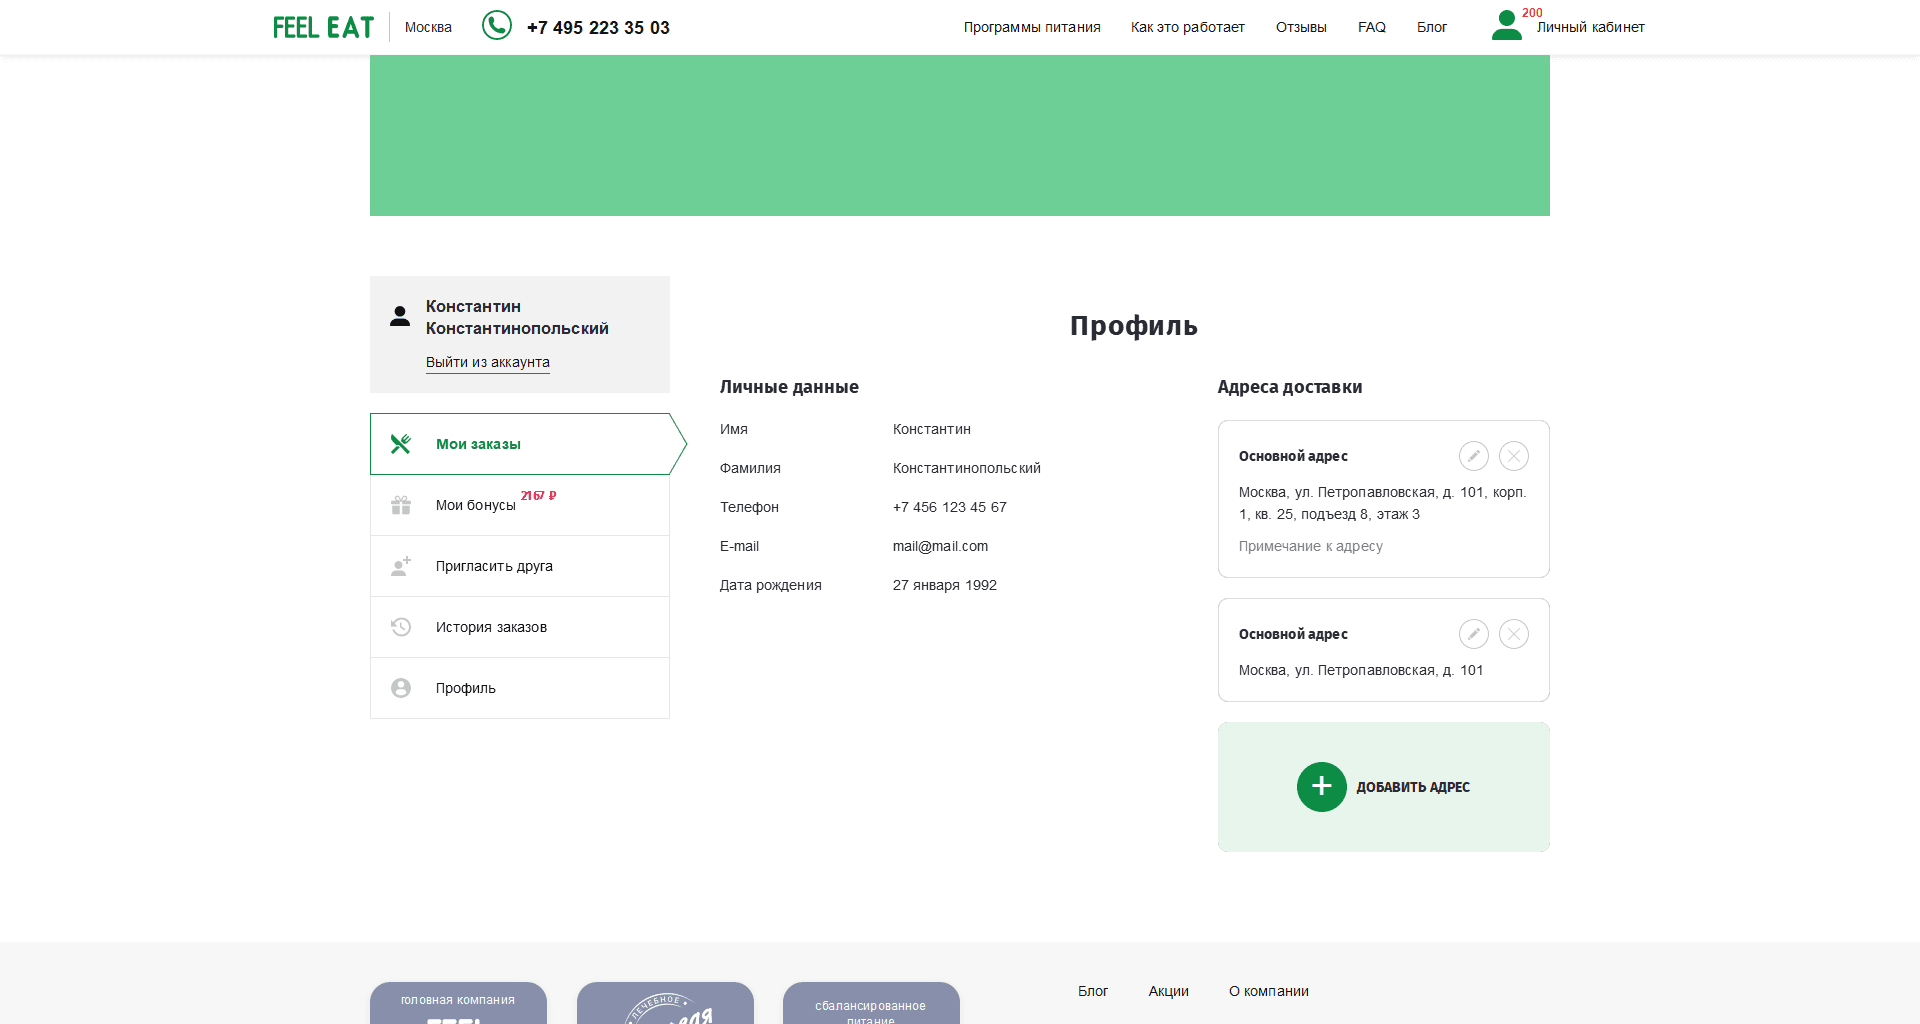 FEEL EAT
Москва
+7 495 223 35 03
Программы питания
Как это работает
Отзывы
FAQ
Блог
200
Личный кабинет
Константин
Константинопольский
Выйти из аккаунта
Мои заказы
Мои бонусы 2167 ₽
Пригласить друга
История заказов
Профиль
Профиль
Личные данные
Имя Константин
Фамилия Константинопольский
Телефон +7 456 123 45 67
E-mail mail@mail.com
Дата рождения 27 января 1992
Адреса доставки
Основной адрес
Москва, ул. Петропавловская, д. 101, корп.
1, кв. 25, подъезд 8, этаж 3
Примечание к адресу
Основной адрес
Москва, ул. Петропавловская, д. 101
ДОБАВИТЬ АДРЕС
головная компания
ЛЕЧЕБНОЕ
сбалансированное
питание
Блог
Акции
О компании